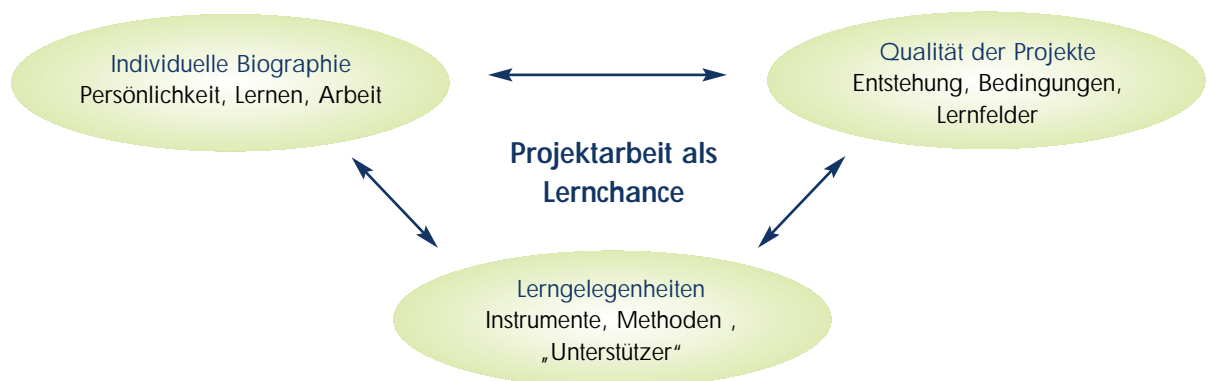 Individuelle Biographie
Persönlichkeit, Lernen, Arbeit
Qualität der Projekte
Entstehung, Bedingungen,
Lernfelder
Projektarbeit als
Lernchance
Lerngelegenheiten
Instrumente, Methoden ,
„Unterstützer“